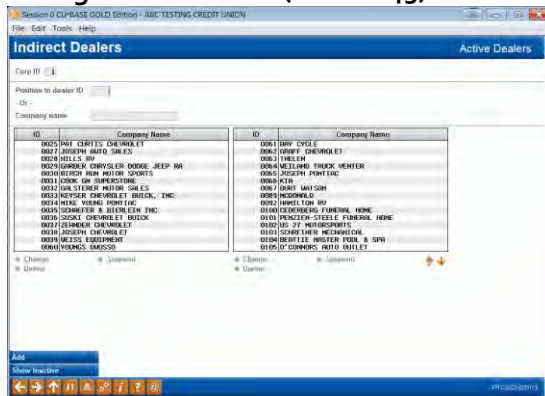 Session 0 CU*BASE GOLD Edition - ABC TESTING CREDIT UNION
File Edit Tools Help
Indirect Dealers
Active Dealers
Corp ID 1
Position to dealer ID
- Or -
Company name
ID Company Name
0025 PAT CURTIS CHEVROLET
0027 JOSEPH AUTO SALES
0028 HILLS RV
0029 GARBER CHRYSLER DODGE JEEP RA
0030 BIRCH RUN MOTOR SPORTS
0031 COOK GN SUPERSTORE
0032 GALSTERER MOTOR SALES
0033 KEYSER CHEVROLET BUICK, INC
0034 MIKE YOUNG PONTIAC
0035 SCHAEFER & BIERLEIN INC
0036 SUSKI CHEVROLET BUICK
0037 ZEHNDER CHEVROLET
0038 JOSEPH CHEVROLET
0039 WEISS EQUIPMENT
0060 YOUNGS OWOSSO
ID Company Name
0061 BAY CYCLE
0062 GRAFF CHEVROLET
0063 THELEN
0064 WEILAND TRUCK VENTER
0065 JOSEPH PONTIAC
0066 KIA
0067 BURT WATSON
0089 MCDONALD
0092 HAMILTON RV
0100 CEDERBERG FUNERAL HOME
0101 PENZIEN-STEELE FUNERAL HOME
0102 US 27 MOTORSPORTS
0103 SCHREINER MECHANICAL
0104 BEATTIE MASTER POOL & SPA
0105 O'CONNORS AUTO OUTLET
Change Suspend
Delete
Change Suspend
Delete
Add
Show Inactive